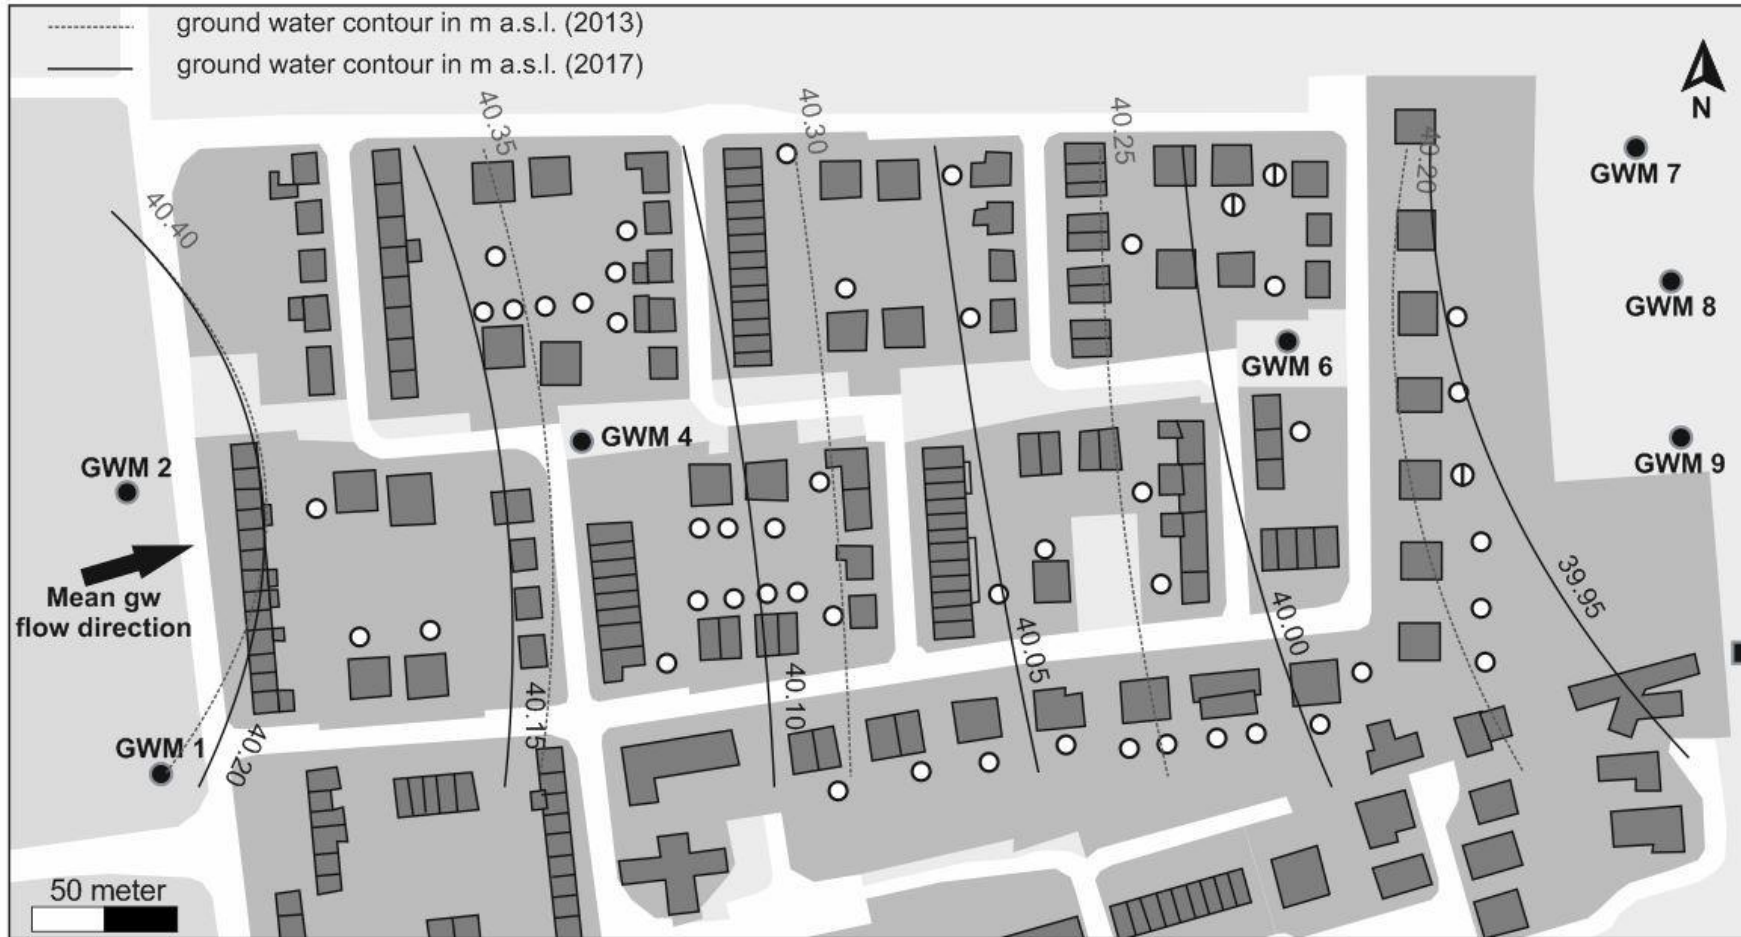 ground water contour in m a.s.l. (2013)
ground water contour in m a.s.l. (2017)
N
40.35
40.30
40.25
40.20
GWM 7
40.40
GWM 8
GWM 6
GWM 4
GWM 2
GWM 9
Mean gw
flow direction
39.95
40.00
40.05
40.10
40.15
40.20
GWM 1
50 meter